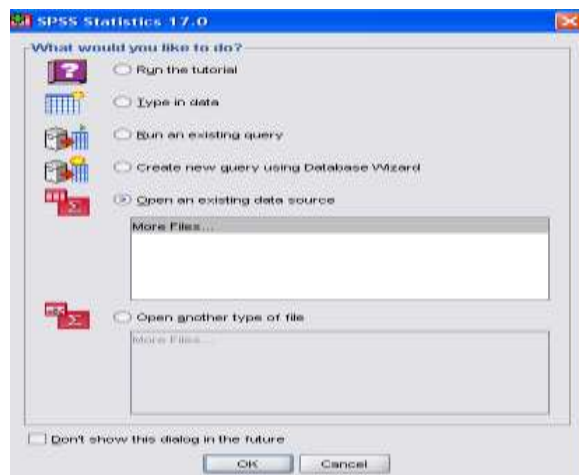 SPSS Statistics 17.0
What would you like to do?
Run the tutorial
Type in data
Run an existing query
Create new query using Database Wizard
Open an existing data source
More Files...
Open another type of file
More Files...
Don't show this dialog in the future
OK
Cancel